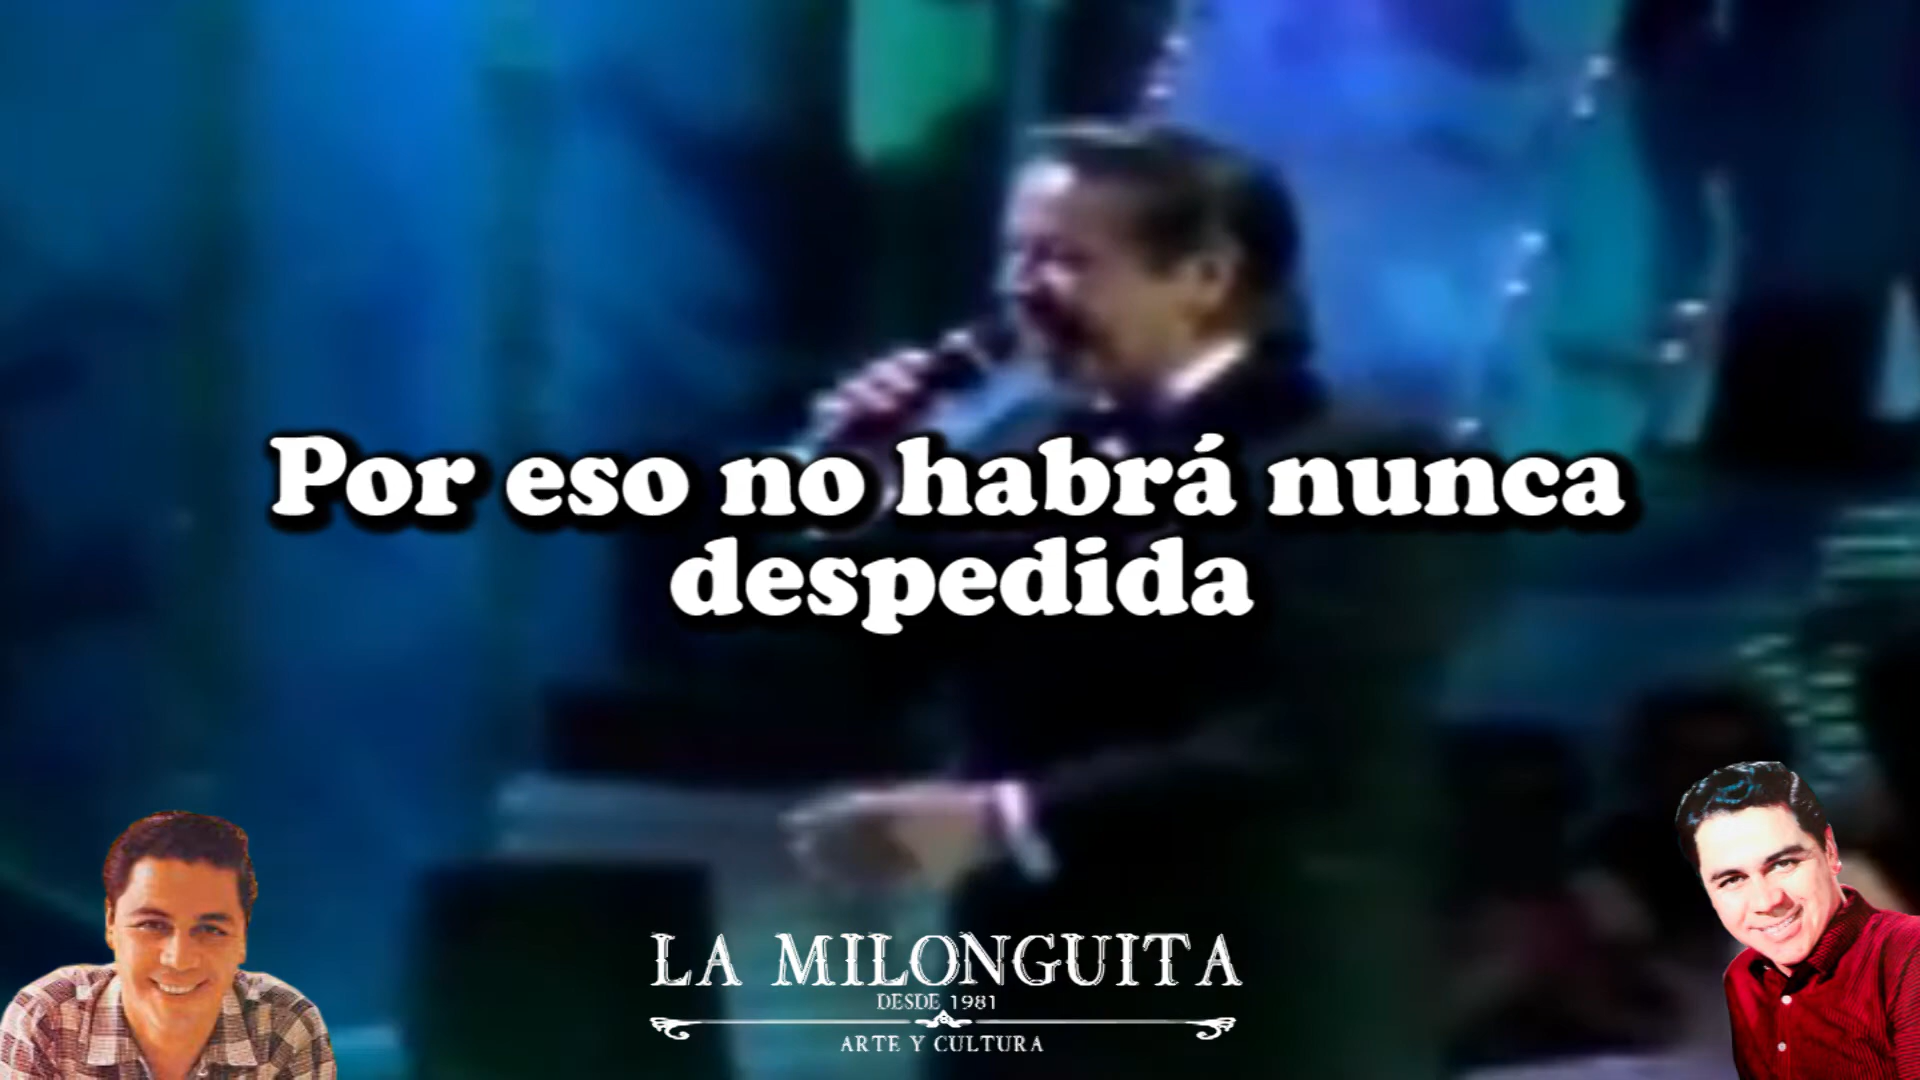 Por eso no habrá nunca
despedida
LA MILONGUITA
DESDE 1981
ARTE Y CULTURA